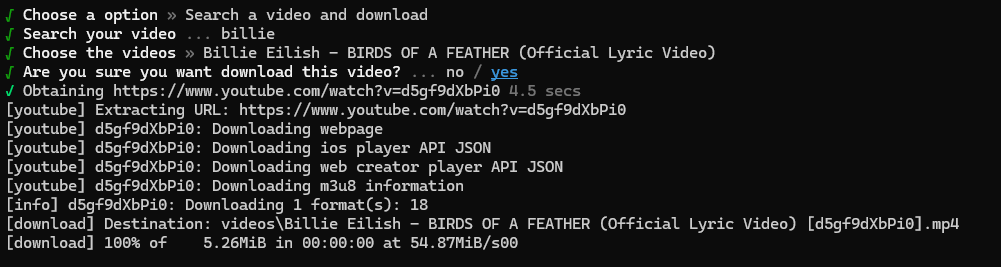 √ Choose a option » Search a video and download
√ Search your video ... billie
√ Choose the videos » Billie Eilish - BIRDS OF A FEATHER (Official Lyric Video)
√ Are you sure you want download this video? ... no / yes
✓ Obtaining https://www.youtube.com/watch?v=d5gf9dXbPi0 4.5 secs
[youtube] Extracting URL: https://www.youtube.com/watch?v=d5gf9dXbPi0
[youtube] d5gf9dXbPi0: Downloading webpage
[youtube] d5gf9dXbPi0: Downloading ios player API JSON
[youtube] d5gf9dXbPi0: Downloading web creator player API JSON
[youtube] d5gf9dXbPi0: Downloading m3u8 information
[info] d5gf9dXbPi0: Downloading 1 format(s): 18
[download] Destination: videos\Billie Eilish - BIRDS OF A FEATHER (Official Lyric Video) [d5gf9dXbPi0].mp4
[download] 100% of    5.26MiB in 00:00:00 at 54.87MiB/s00